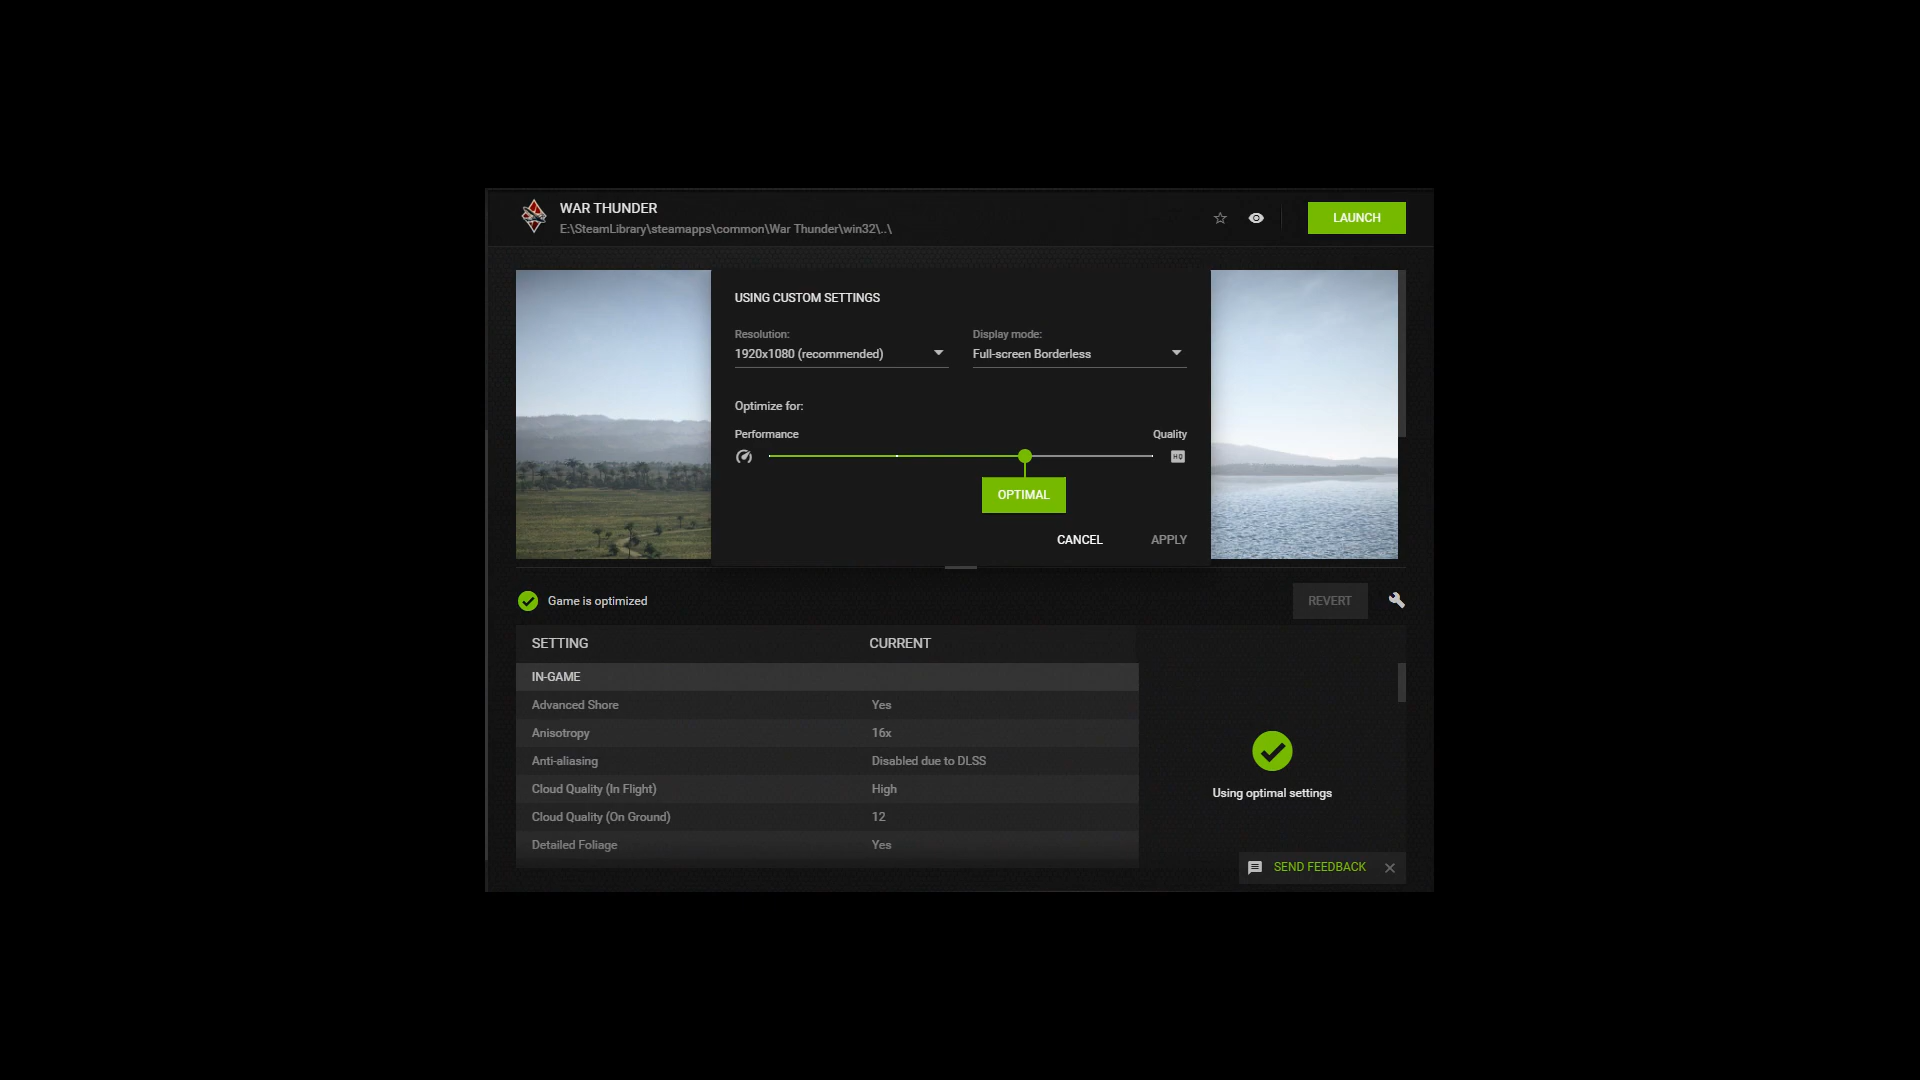 WAR THUNDER
E:\SteamLibrary\steamapps\common\War Thunder\win32\..\
LAUNCH
USING CUSTOM SETTINGS
Resolution:
Display mode:
1920x1080 (recommended)
Full-screen Borderless
Optimize for:
Performance
Quality
HQ
OPTIMAL
CANCEL
APPLY
Game is optimized
REVERT
SETTING
CURRENT
IN-GAME
Advanced Shore
Yes
Anisotropy
16x
Anti-aliasing
Disabled due to DLSS
Cloud Quality (In Flight)
High
Cloud Quality (On Ground)
12
Detailed Foliage
Yes
Using optimal settings
SEND FEEDBACK